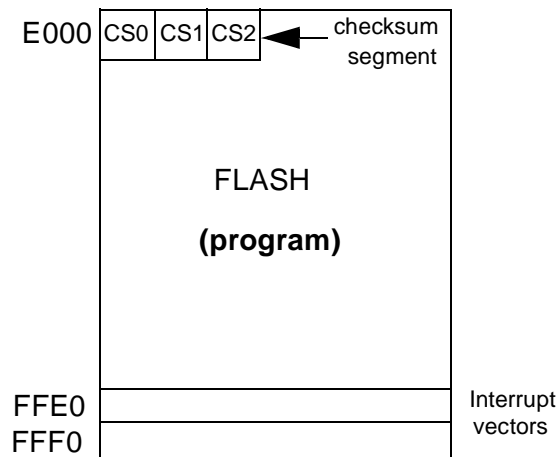 E000 CS0 CS1 CS2 checksum
segment
FLASH
(program)
FFE0 Interrupt
FFF0 vectors